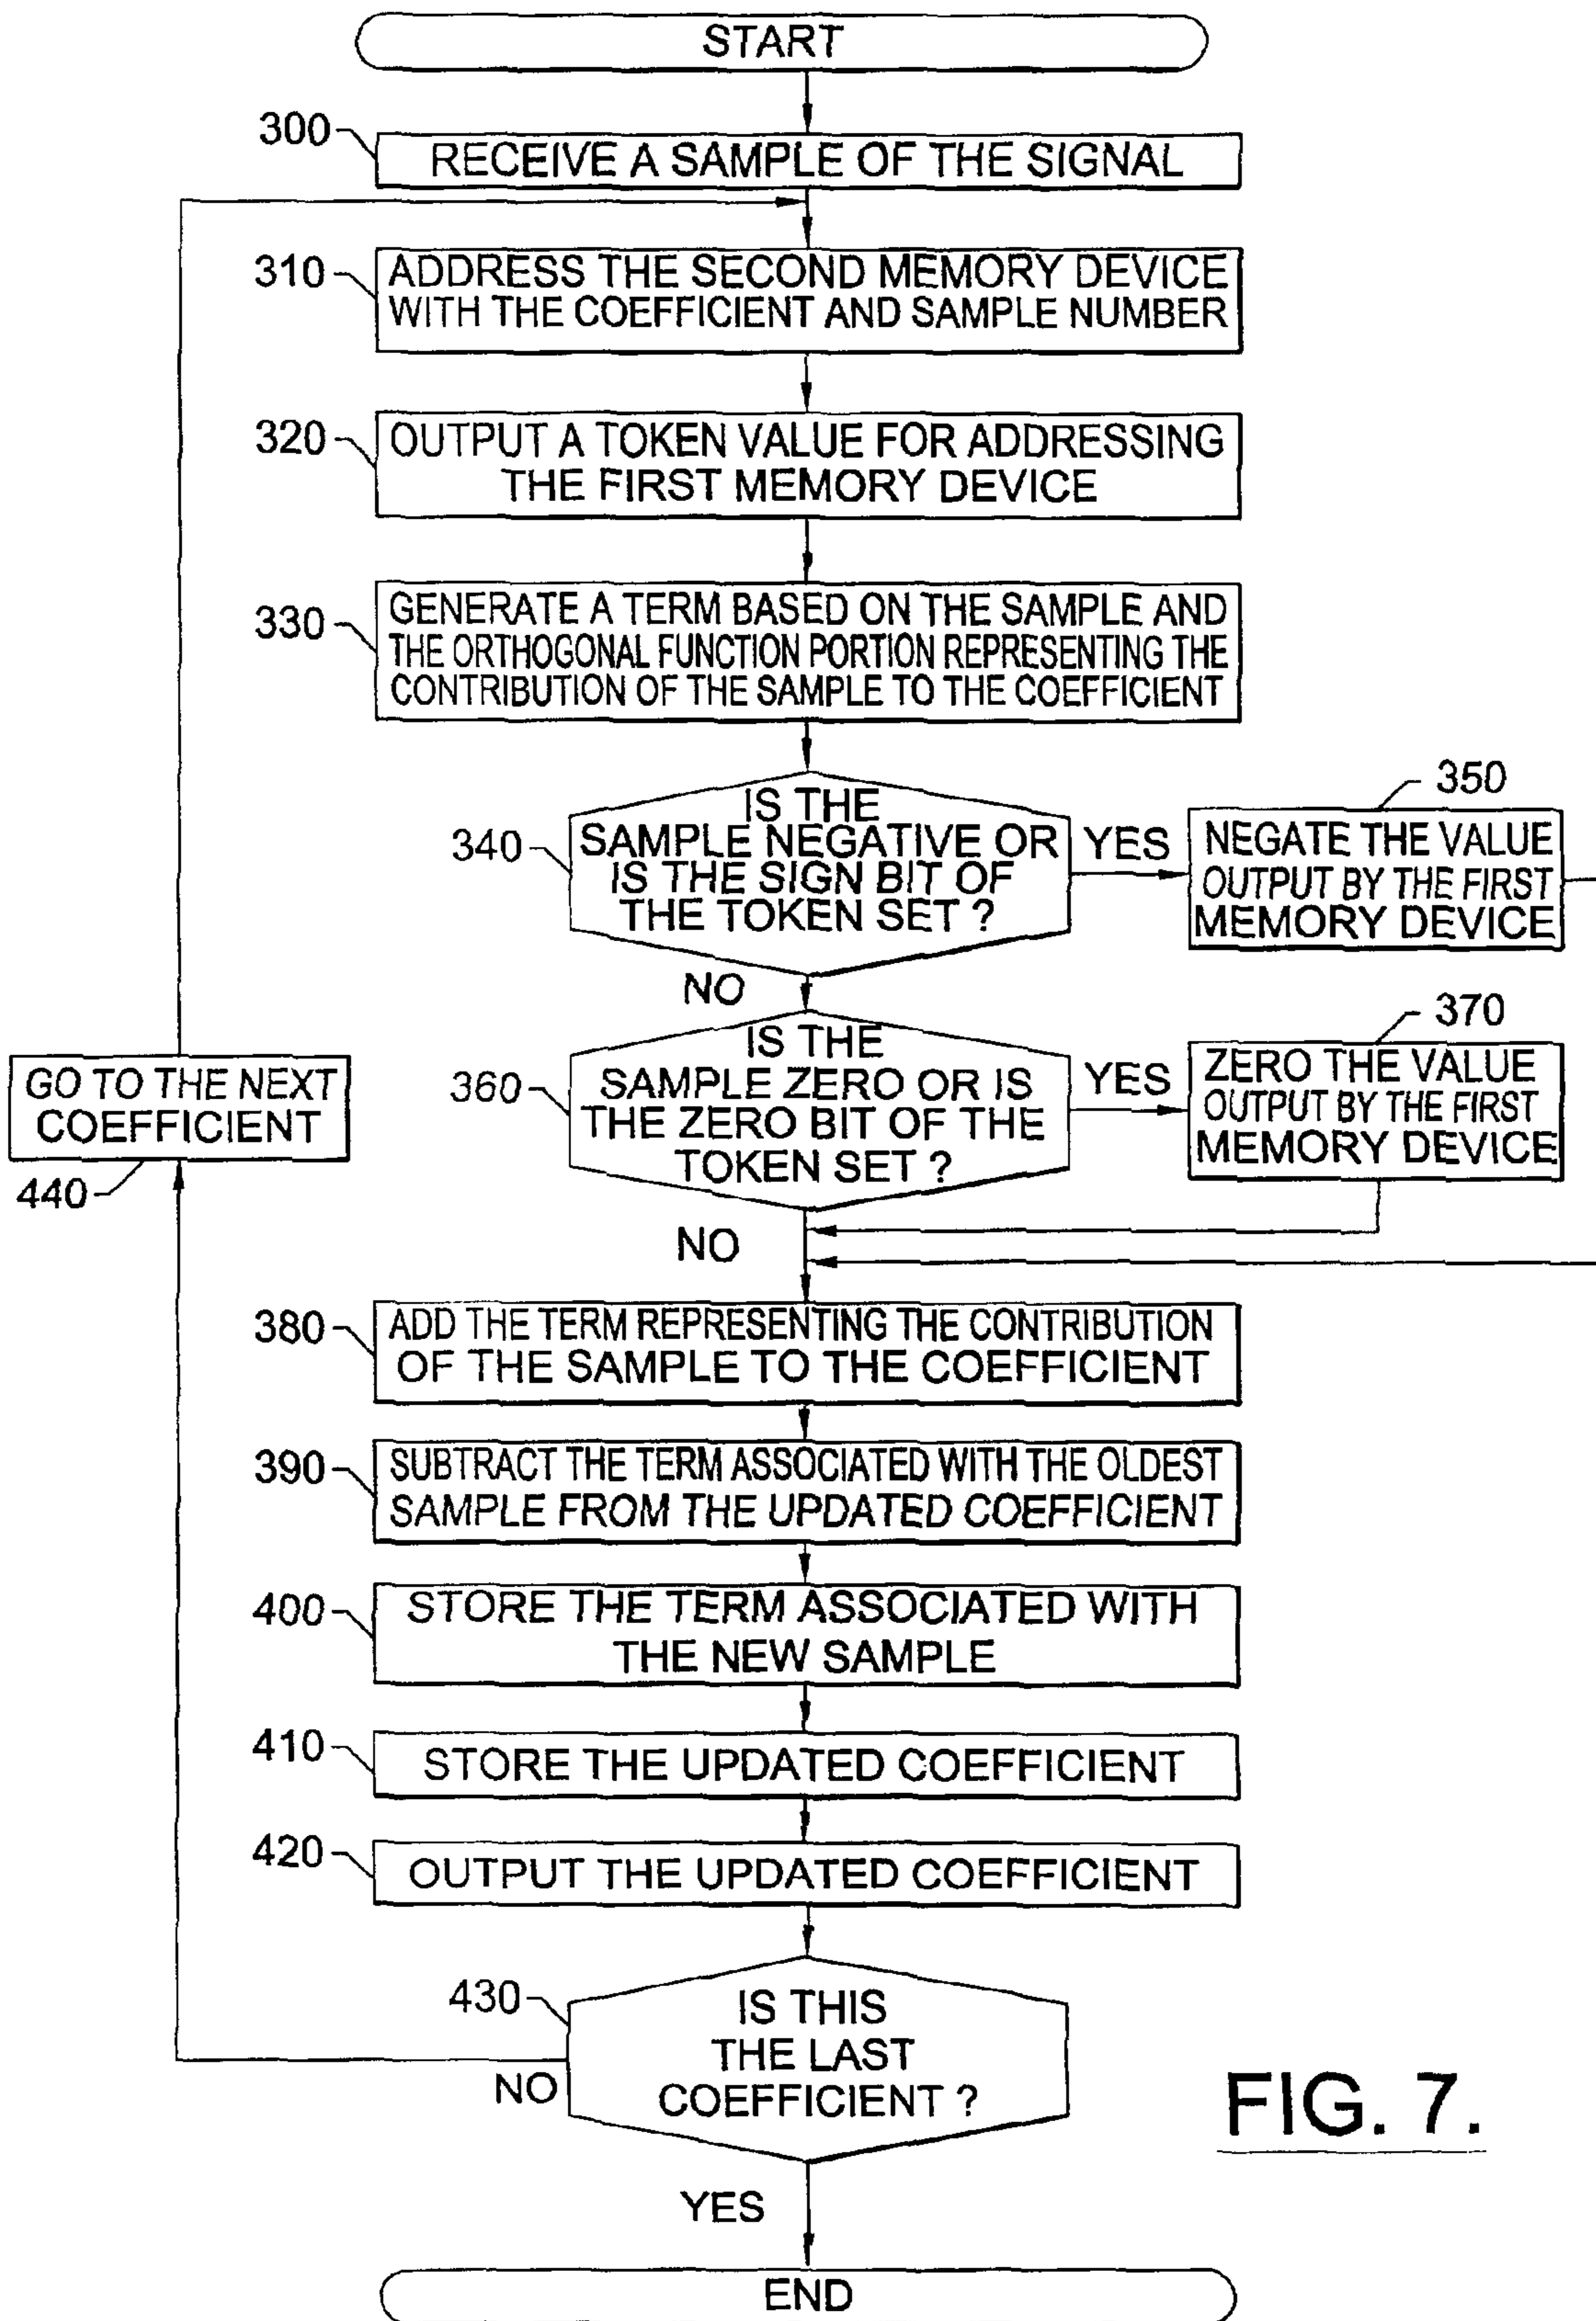 START
300
RECEIVE A SAMPLE OF THE SIGNAL
310
ADDRESS THE SECOND MEMORY DEVICE
WITH THE COEFFICIENT AND SAMPLE NUMBER
320
OUTPUT A TOKEN VALUE FOR ADDRESSING
THE FIRST MEMORY DEVICE
330
GENERATE A TERM BASED ON THE SAMPLE AND
THE ORTHOGONAL FUNCTION PORTION REPRESENTING THE
CONTRIBUTION OF THE SAMPLE TO THE COEFFICIENT
340
IS THE
SAMPLE NEGATIVE OR
IS THE SIGN BIT OF
THE TOKEN SET ?
YES
350
NEGATE THE VALUE
OUTPUT BY THE FIRST
MEMORY DEVICE
NO
360
IS THE
SAMPLE ZERO OR IS
THE ZERO BIT OF THE
TOKEN SET ?
YES
370
ZERO THE VALUE
OUTPUT BY THE FIRST
MEMORY DEVICE
GO TO THE NEXT
COEFFICIENT
440
NO
380
ADD THE TERM REPRESENTING THE CONTRIBUTION
OF THE SAMPLE TO THE COEFFICIENT
390
SUBTRACT THE TERM ASSOCIATED WITH THE OLDEST
SAMPLE FROM THE UPDATED COEFFICIENT
400
STORE THE TERM ASSOCIATED WITH
THE NEW SAMPLE
410
STORE THE UPDATED COEFFICIENT
420
OUTPUT THE UPDATED COEFFICIENT
430
IS THIS
THE LAST
COEFFICIENT ?
NO
YES
END
FIG. 7.